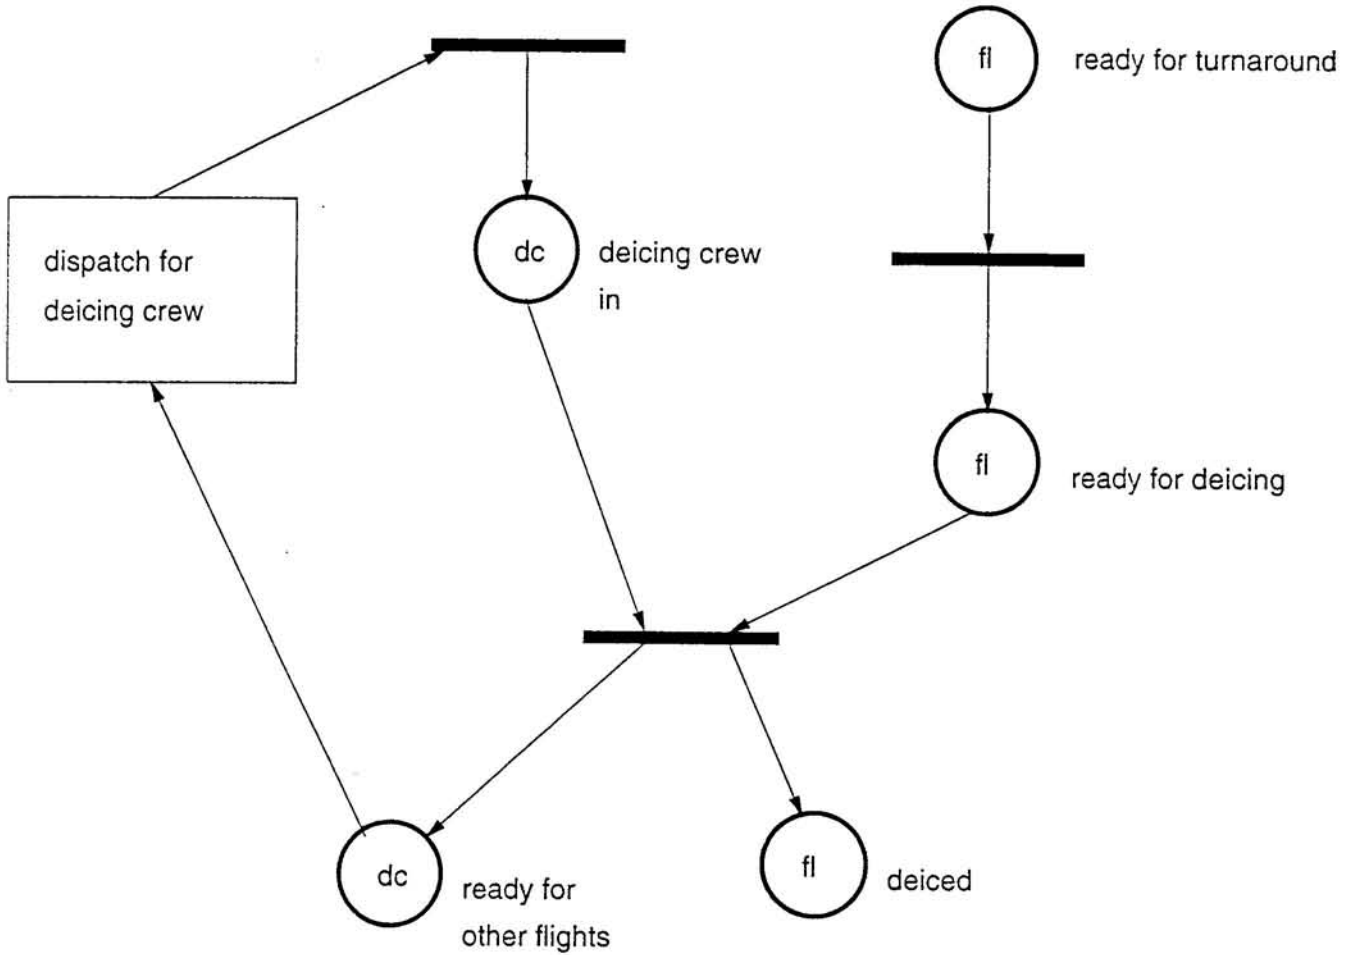 fl
ready for turnaround
dispatch for
deicing crew
dc
deicing crew
in
fl
ready for deicing
dc
ready for
other flights
fl
deiced